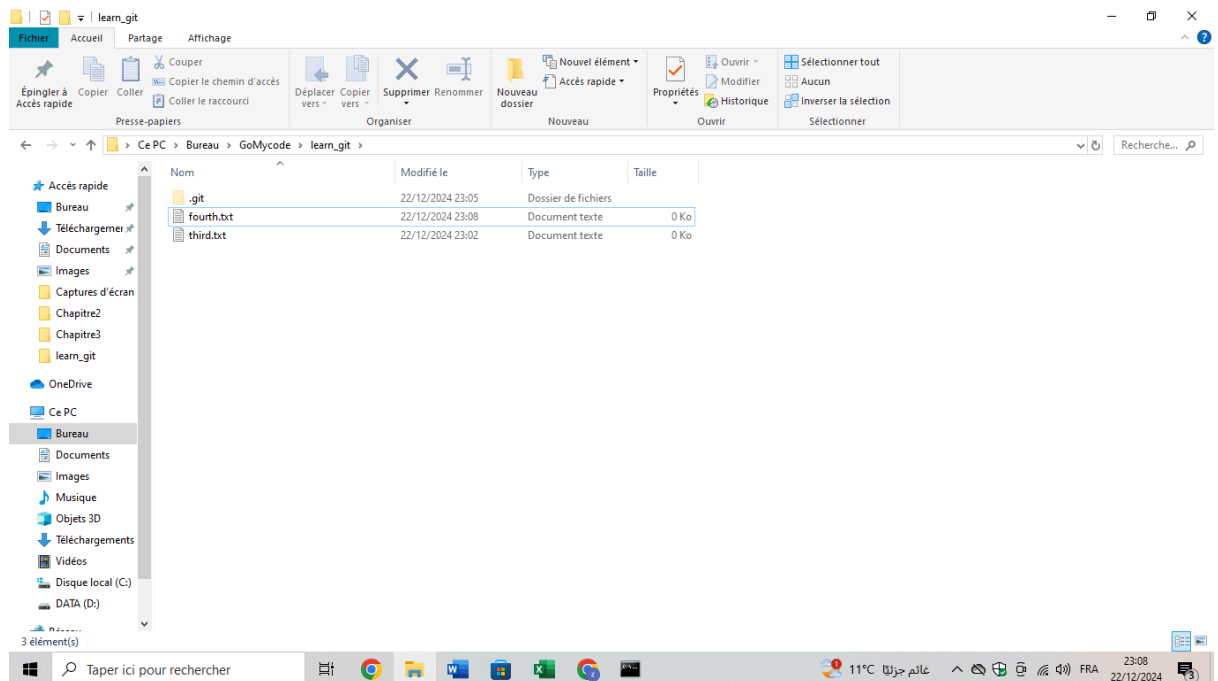 learn_git
Fichier Accueil Partage Affichage
Épingler à Accès rapide
Copier
Coller
Couper
Copier le chemin d'accès
Coller le raccourci
Presse-papiers
Déplacer vers
Copier vers
Supprimer
Renommer
Organiser
Nouveau dossier
Nouvel élément
Accès rapide
Nouveau
Propriétés
Ouvrir
Modifier
Historique
Ouvrir
Sélectionner tout
Aucun
Inverser la sélection
Sélectionner
Ce PC > Bureau > GoMycode > learn_git >
Recherche...
Nom Modifié le Type Taille
.git 22/12/2024 23:05 Dossier de fichiers
fourth.txt 22/12/2024 23:08 Document texte 0 Ko
third.txt 22/12/2024 23:02 Document texte 0 Ko
Accès rapide
Bureau
Téléchargemer
Documents
Images
Captures d'écran
Chapitre2
Chapitre3
learn_git
OneDrive
Ce PC
Bureau
Documents
Images
Musique
Objets 3D
Téléchargements
Vidéos
Disque local (C:)
DATA (D:)
3 élément(s)
Taper ici pour rechercher
11°C غائم جزئيًا
FRA
23:08
22/12/2024